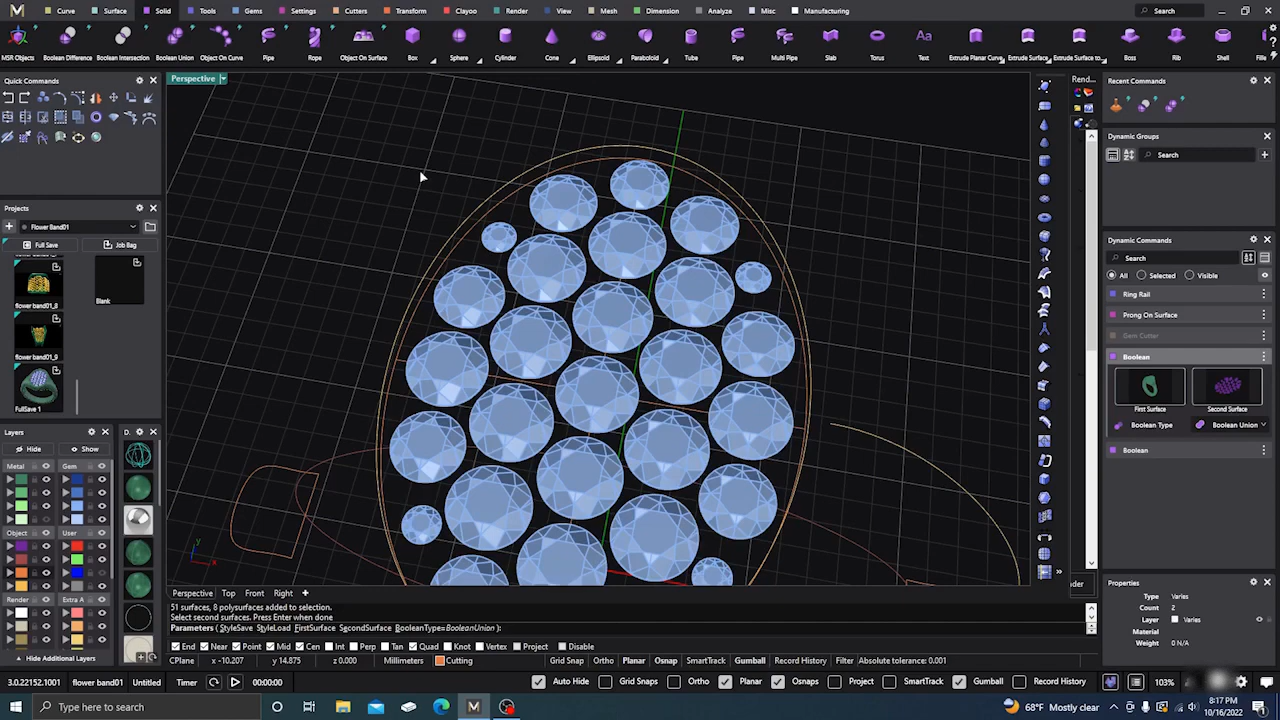 Curve Surface Solid Tools Gems Settings Cutters Transform Clayoo Render View Mesh Dimension Analyze Misc Manufacturing Search
MSR Objects Boolean Difference Boolean Intersection Boolean Union Object On Curve Pipe Rope Object On Surface Box Sphere Cylinder Cone Ellipsoid Paraboloid Tube Pipe Multi Pipe Slab Torus Text Extrude Planar Curve Extrude Surface Extrude Surface to... Boss Rib Shell
Quick Commands
Perspective
Rend...
Recent Commands
Dynamic Groups
Search
Projects
Flower Band01
Full Save Job Bag
flower band01_8
Blank
flower band01_9
FullSave 1
Dynamic Commands
Search
All Selected Visible
Ring Rail
Prong On Surface
Gem Cutter
Boolean
First Surface Second Surface
Boolean Type Boolean Union
Boolean
Layers
D.
Hide Show
Metal Gem
Object User
Render Extra A
Hide Additional Layers
y
x
Perspective Top Front Right
51 surfaces, 8 polysurfaces added to selection.
Select second surfaces. Press Enter when done
Parameters (StyleSave StyleLoad FirstSurface SecondSurface BooleanType=BooleanUnion):
End Near Point Mid Cen Int Perp Tan Quad Knot Vertex Project Disable
CPlane x -10.207 y 14.875 z 0.000 Millimeters Cutting Grid Snap Ortho Planar Osnap SmartTrack Gumball Record History Filter Absolute tolerance: 0.001
Properties
Type Varies
Count 2
Layer Varies
Material
Weight 0 N/A
3.0.22152.1001 flower band01 Untitled Timer 00:00:00 Auto Hide Grid Snaps Ortho Planar Osnaps Project SmartTrack Gumball Record History 103%
Type here to search
68°F Mostly clear
8:17 PM
10/16/2022